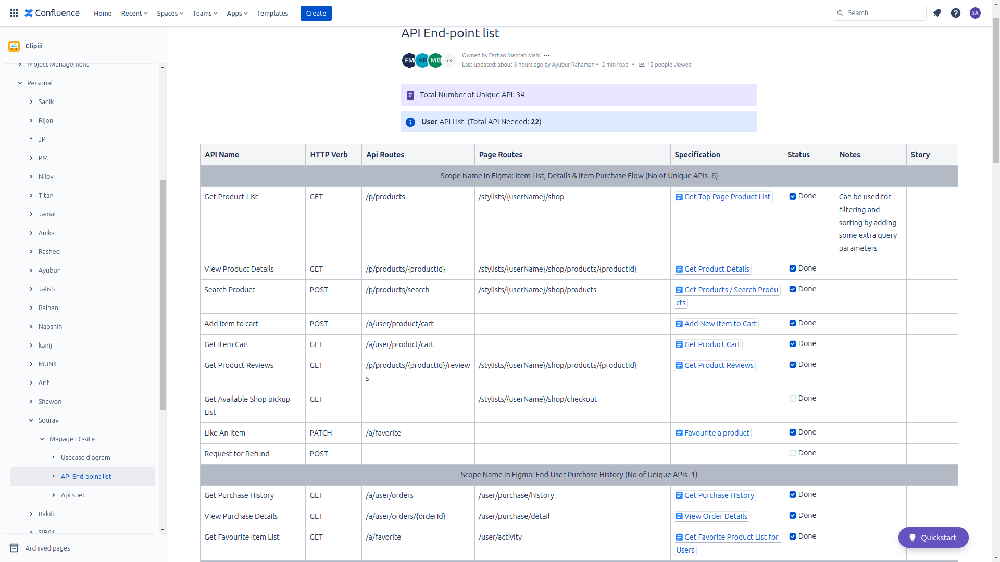 Confluence
Home
Recent
Spaces
Teams
Apps
Templates
Create
Search
SA
Clipiii
Project Management
Personal
Sadik
Rijon
JP
PM
Niloy
Titan
Jamal
Anika
Rashed
Ayubur
Jalish
Raihan
Naoshin
kanij
MUNIF
Arif
Shawon
Sourav
Mapage EC-site
Usecase diagram
API End-point list
Api spec
Rakib
SIB61
Archived pages
API End-point list
FM AR MB +3
Owned by Farhan Mahtab Mahi •••
Last updated: about 3 hours ago by Ayubur Rahaman • 2 min read • 12 people viewed
Total Number of Unique API: 34
User API List (Total API Needed: 22)
API Name HTTP Verb Api Routes Page Routes Specification Status Notes Story
Scope Name In Figma: Item List, Details & Item Purchase Flow (No of Unique APIs- 8)
Get Product List GET /p/products /stylists/{userName}/shop Get Top Page Product List Done Can be used for
filtering and
sorting by adding
some extra query
parameters
View Product Details GET /p/products/{productId} /stylists/{userName}/shop/products/{productId} Get Product Details Done
Search Product POST /p/products/search /stylists/{userName}/shop/products Get Products / Search Produ Done
cts
Add item to cart POST /a/user/product/cart Add New Item to Cart Done
Get Item Cart GET /a/user/product/cart Get Product Cart Done
Get Product Reviews GET /p/products/{productId}/review /stylists/{userName}/shop/products/{productId} Get Product Reviews Done
s
Get Available Shop pickup GET /stylists/{userName}/shop/checkout Done
List
Like An Item PATCH /a/favorite Favourite a product Done
Request for Refund POST Done
Scope Name In Figma: End-User Purchase History (No of Unique APIs- 1)
Get Purchase History GET /a/user/orders /user/purchase/history Get Purchase History Done
View Purchase Details GET /a/user/orders/{orderId} /user/purchase/detail View Order Details Done
Get Favourite Item List GET /a/favorite /user/activity Get Favorite Product List for Done
Users
Quickstart